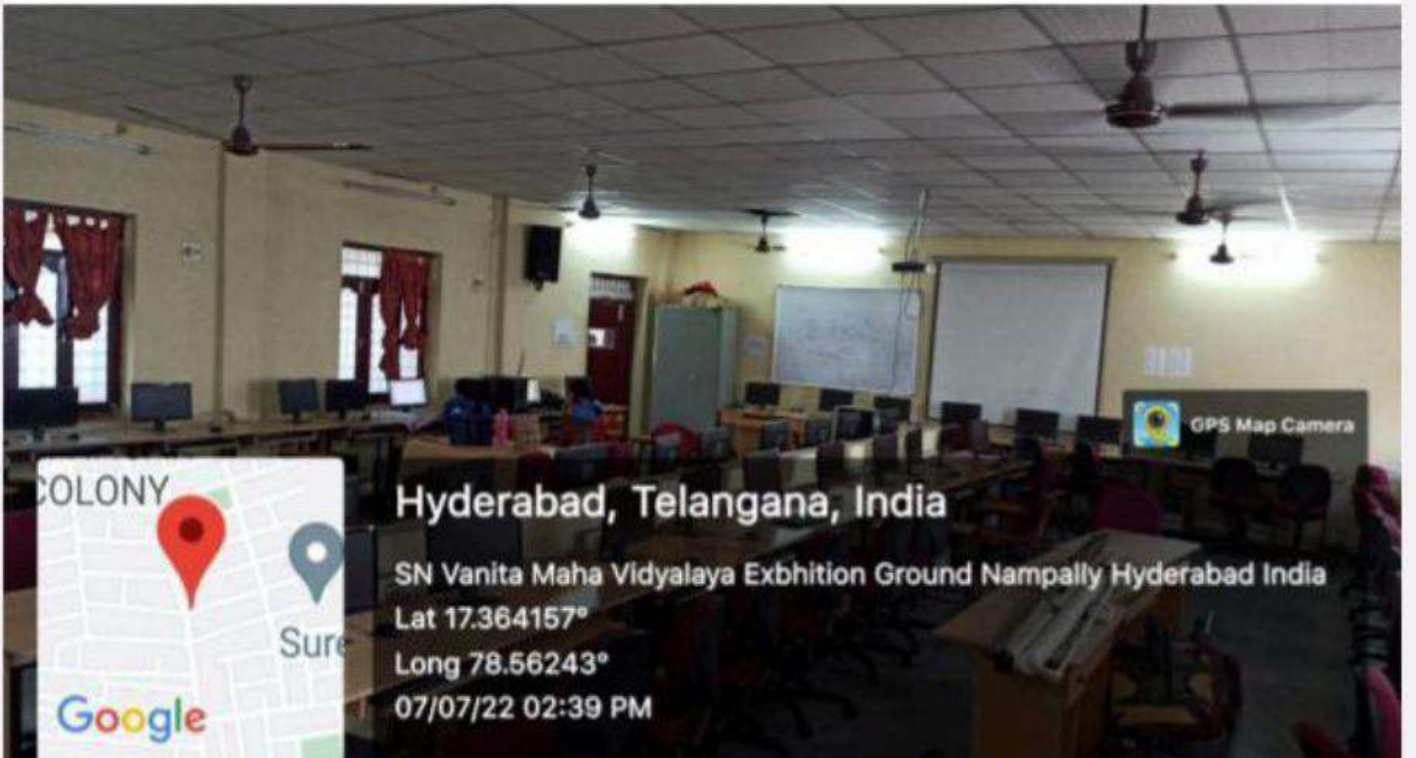 GPS Map Camera
COLONY
Sure
Google
Hyderabad, Telangana, India
SN Vanita Maha Vidyalaya Exbhition Ground Nampally Hyderabad India
Lat 17.364157°
Long 78.56243°
07/07/22 02:39 PM